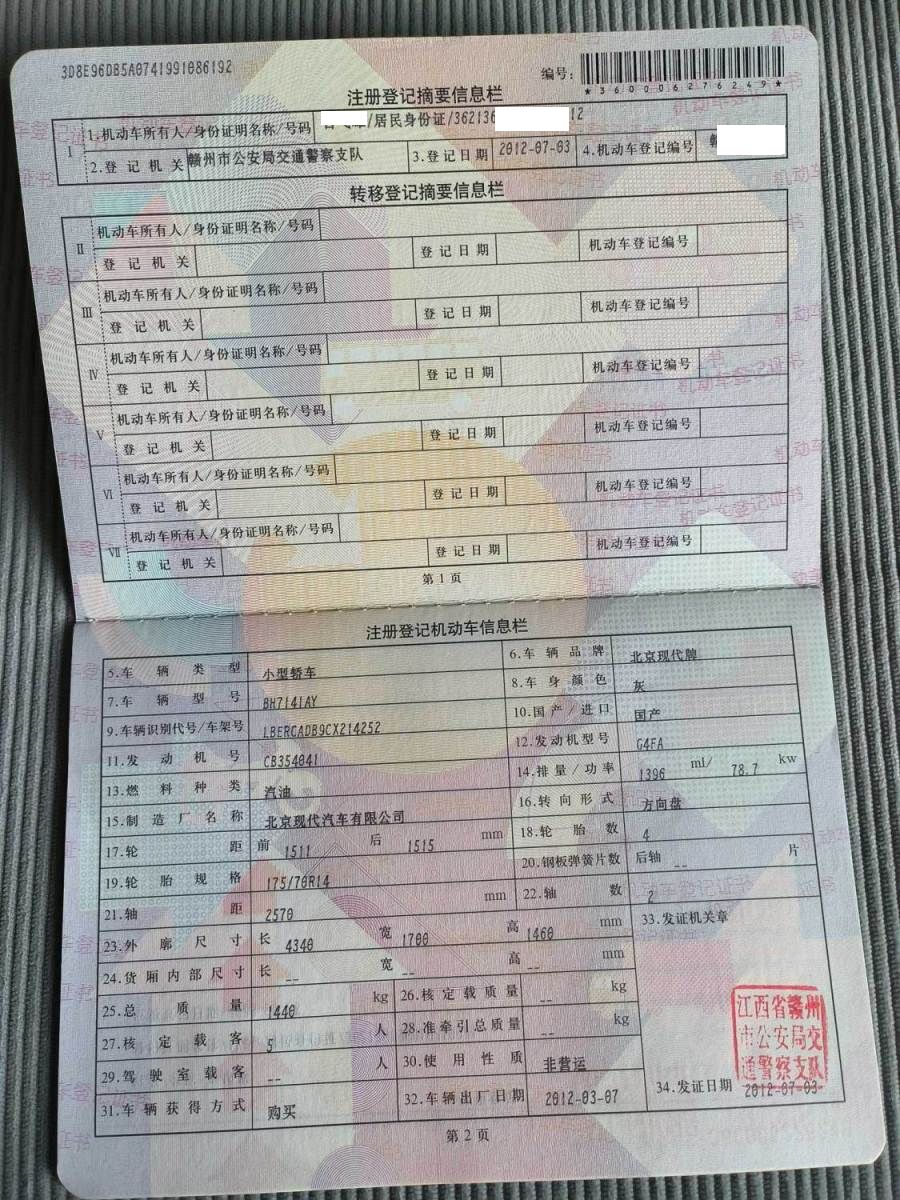 3D8E96DB5A0741991086192
编号:
*360006276249*
注册登记摘要信息栏
I 1.机动车所有人/身份证明名称/号码 /居民身份证/362136 12
2.登记机关 赣州市公安局交通警察支队 3.登记日期 2012-07-03 4.机动车登记编号
转移登记摘要信息栏
II 机动车所有人/身份证明名称/号码
登记机关 登记日期 机动车登记编号
III 机动车所有人/身份证明名称/号码
登记机关 登记日期 机动车登记编号
IV 机动车所有人/身份证明名称/号码
登记机关 登记日期 机动车登记编号
V 机动车所有人/身份证明名称/号码
登记机关 登记日期 机动车登记编号
VI 机动车所有人/身份证明名称/号码
登记机关 登记日期 机动车登记编号
VII 机动车所有人/身份证明名称/号码
登记机关 登记日期 机动车登记编号
第1页
注册登记机动车信息栏
5.车辆类型 小型轿车 6.车辆品牌 北京现代牌
7.车辆型号 BH7141AY 8.车身颜色 灰
9.车辆识别代号/车架号 LBERCADB9CX214252 10.国产/进口 国产
11.发动机号 CB354841 12.发动机型号 G4FA
13.燃料种类 汽油 14.排量/功率 1396 ml/ 78.7 kw
15.制造厂名称 北京现代汽车有限公司 16.转向形式 方向盘
17.轮距 前 1511 后 1515 mm 18.轮胎数 4
19.轮胎规格 175/70R14 20.钢板弹簧片数 后轴 -- 片
21.轴距 2570 mm 22.轴数 2
23.外廓尺寸 长 4340 宽 1700 高 1460 mm 33.发证机关章
24.货厢内部尺寸 长 -- 宽 -- 高 -- mm
25.总质量 1440 kg 26.核定载质量 -- kg
27.核定载客 5 人 28.准牵引总质量 -- kg
29.驾驶室载客 -- 人 30.使用性质 非营运
31.车辆获得方式 购买 32.车辆出厂日期 2012-03-07 34.发证日期 2012-07-03
江西省赣州
市公安局交
通警察支队
第2页